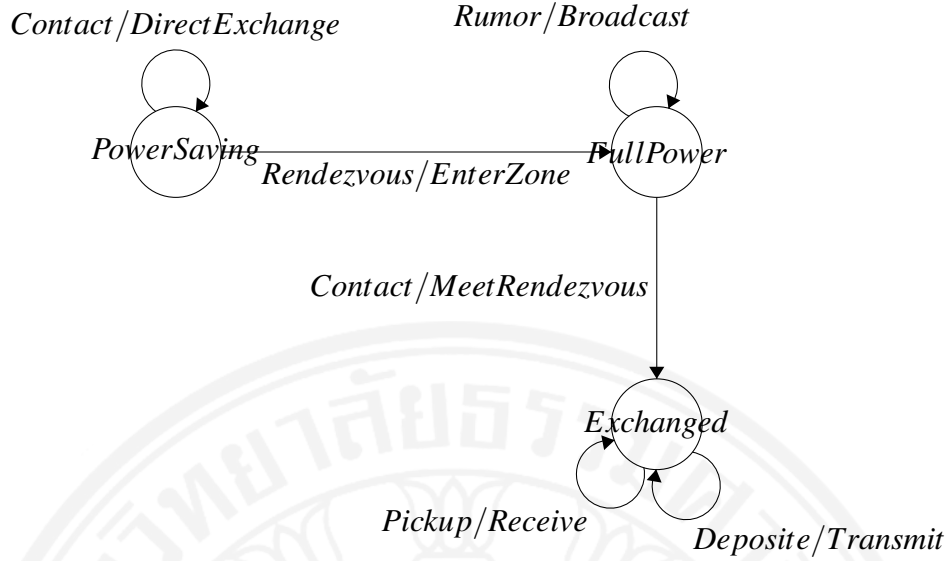 Contact/DirectExchange
Rumor/Broadcast
PowerSaving
FullPower
Rendezvous/EnterZone
Contact/MeetRendezvous
Exchanged
Pickup/Receive
Deposite/Transmit